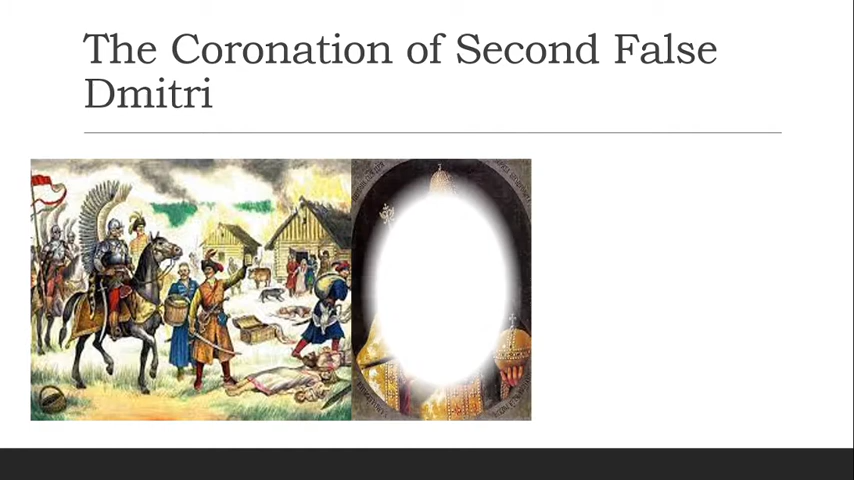 The Coronation of Second False
Dmitri